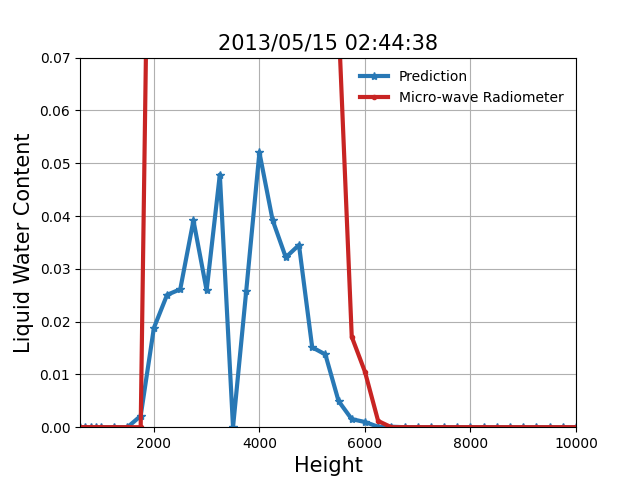 2013/05/15 02:44:38
Prediction
Micro-wave Radiometer
Liquid Water Content
0.07
0.06
0.05
0.04
0.03
0.02
0.01
0.00
2000 4000 6000 8000 10000
Height